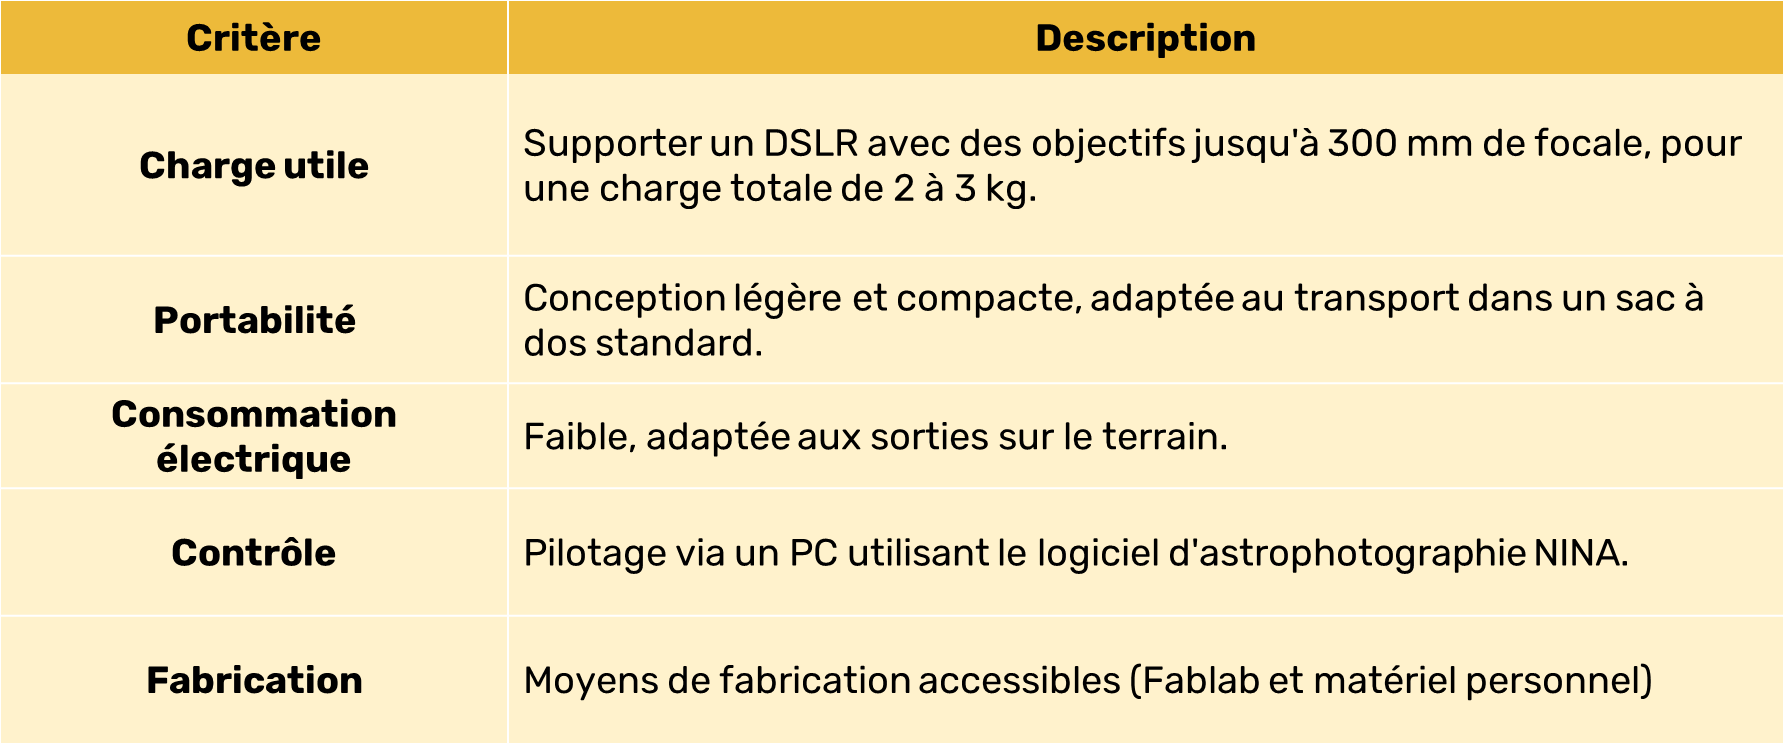 Critère
Description
Charge utile
Supporter un DSLR avec des objectifs jusqu'à 300 mm de focale, pour
une charge totale de 2 à 3 kg.
Portabilité
Conception légère et compacte, adaptée au transport dans un sac à
dos standard.
Consommation
électrique
Faible, adaptée aux sorties sur le terrain.
Contrôle
Pilotage via un PC utilisant le logiciel d'astrophotographie NINA.
Fabrication
Moyens de fabrication accessibles (Fablab et matériel personnel)